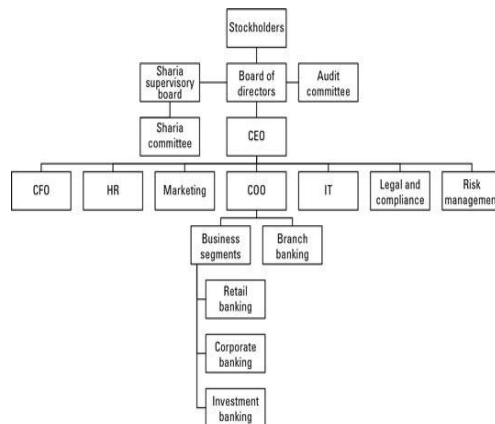 Stockholders
Sharia
supervisory
board
Board of
directors
Audit
committee
Sharia
committee
CEO
CFO
HR
Marketing
COO
IT
Legal and
compliance
Risk
management
Business
segments
Branch
banking
Retail
banking
Corporate
banking
Investment
banking